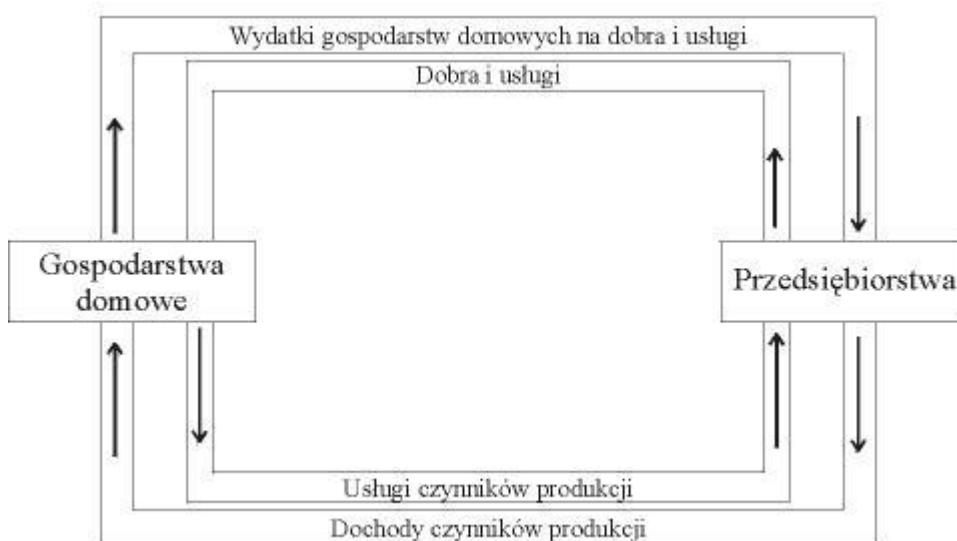 Wydatki gospodarstw domowych na dobra i usługi
Dobra i usługi
Gospodarstwa
domowe
Przedsiębiorstwa
Usługi czynników produkcji
Dochody czynników produkcji